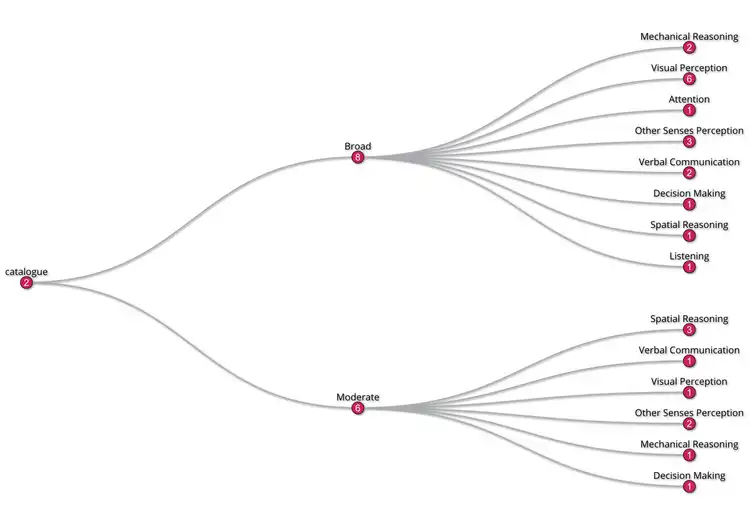 catalogue
2
Broad
8
Mechanical Reasoning
2
Visual Perception
6
Attention
1
Other Senses Perception
3
Verbal Communication
2
Decision Making
1
Spatial Reasoning
1
Listening
1
Moderate
6
Spatial Reasoning
3
Verbal Communication
1
Visual Perception
1
Other Senses Perception
2
Mechanical Reasoning
1
Decision Making
1